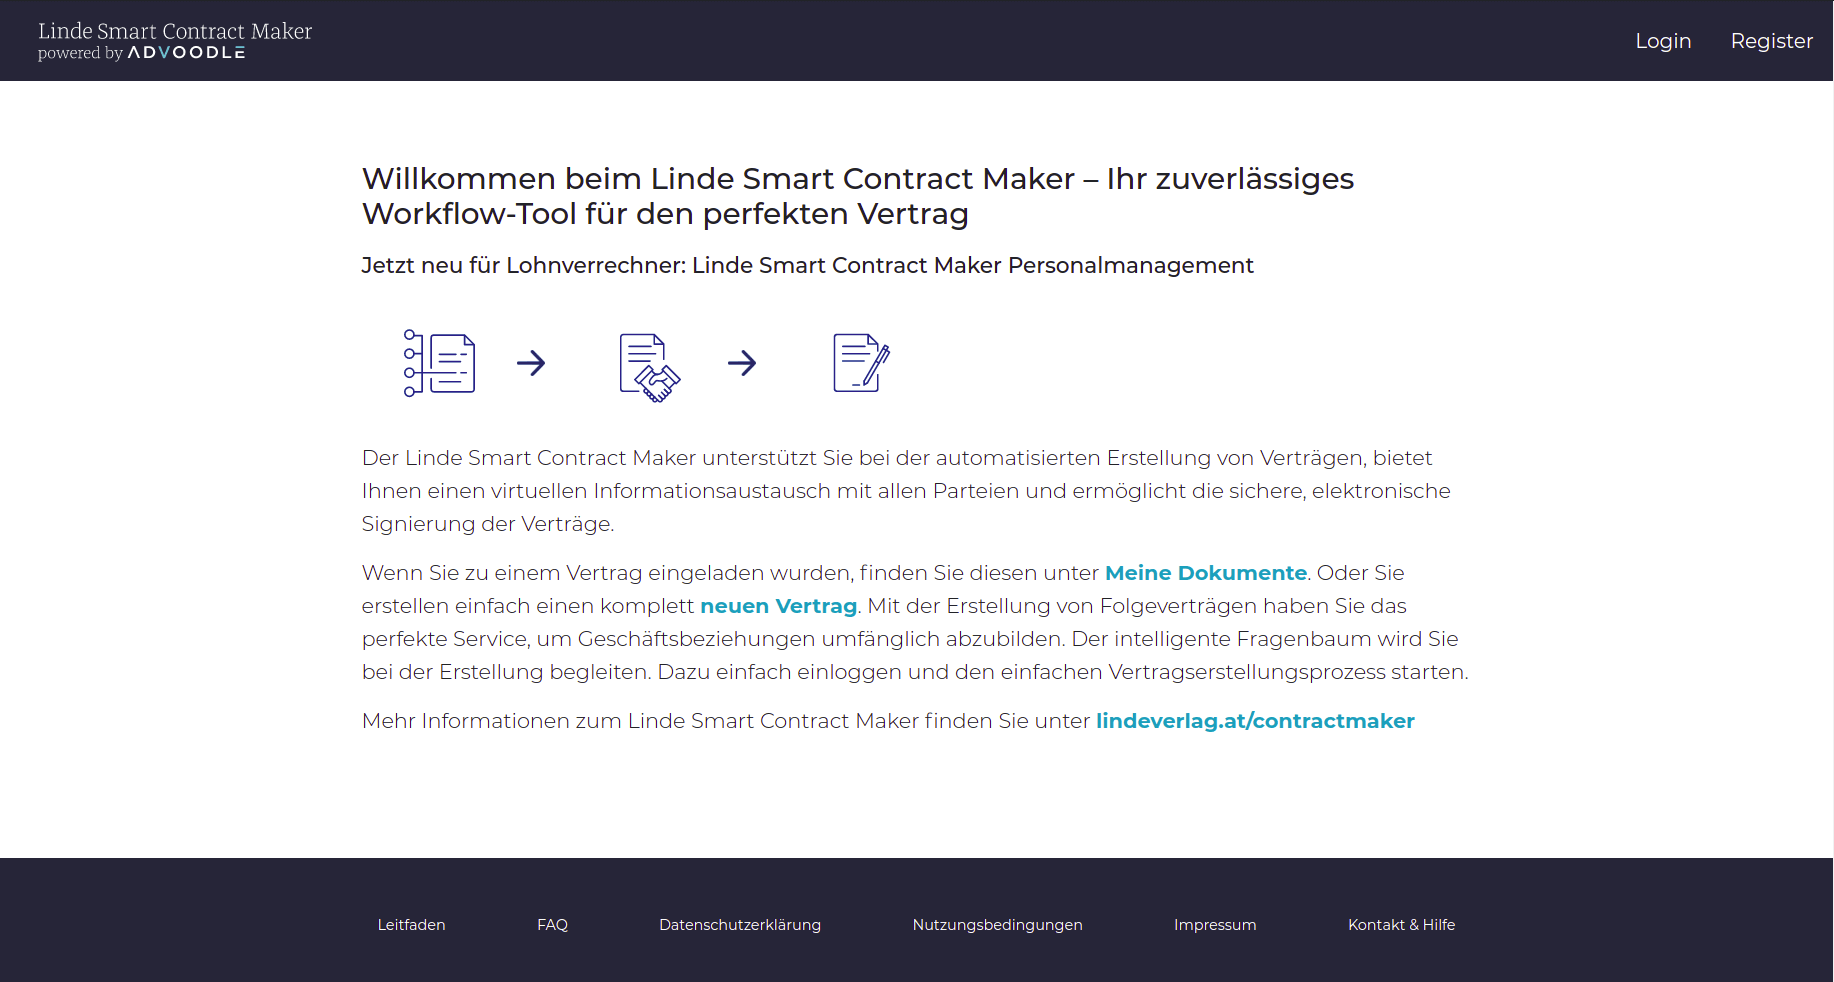 Linde Smart Contract Maker
powered by ADVOODLE
Login
Register
Willkommen beim Linde Smart Contract Maker – Ihr zuverlässiges
Workflow-Tool für den perfekten Vertrag
Jetzt neu für Lohnverrechner: Linde Smart Contract Maker Personalmanagement
Der Linde Smart Contract Maker unterstützt Sie bei der automatisierten Erstellung von Verträgen, bietet
Ihnen einen virtuellen Informationsaustausch mit allen Parteien und ermöglicht die sichere, elektronische
Signierung der Verträge.
Wenn Sie zu einem Vertrag eingeladen wurden, finden Sie diesen unter Meine Dokumente. Oder Sie
erstellen einfach einen komplett neuen Vertrag. Mit der Erstellung von Folgeverträgen haben Sie das
perfekte Service, um Geschäftsbeziehungen umfänglich abzubilden. Der intelligente Fragenbaum wird Sie
bei der Erstellung begleiten. Dazu einfach einloggen und den einfachen Vertragserstellungsprozess starten.
Mehr Informationen zum Linde Smart Contract Maker finden Sie unter lindeverlag.at/contractmaker
Leitfaden
FAQ
Datenschutzerklärung
Nutzungsbedingungen
Impressum
Kontakt & Hilfe